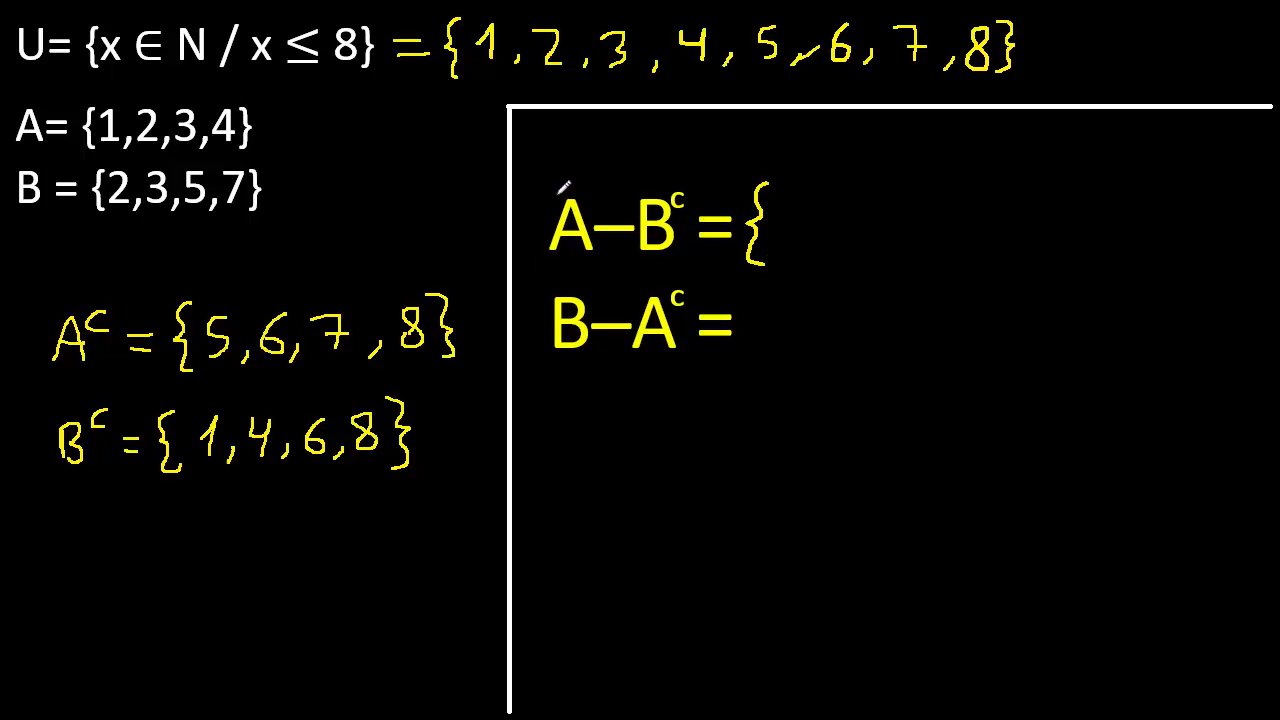 U= {x ∈ N / x ≤ 8} = {1, 2, 3, 4, 5, 6, 7, 8}
A= {1,2,3,4}
B = {2,3,5,7}
Aᶜ = {5, 6, 7, 8}
Bᶜ = {1, 4, 6, 8}
A–Bᶜ = {
B–Aᶜ =